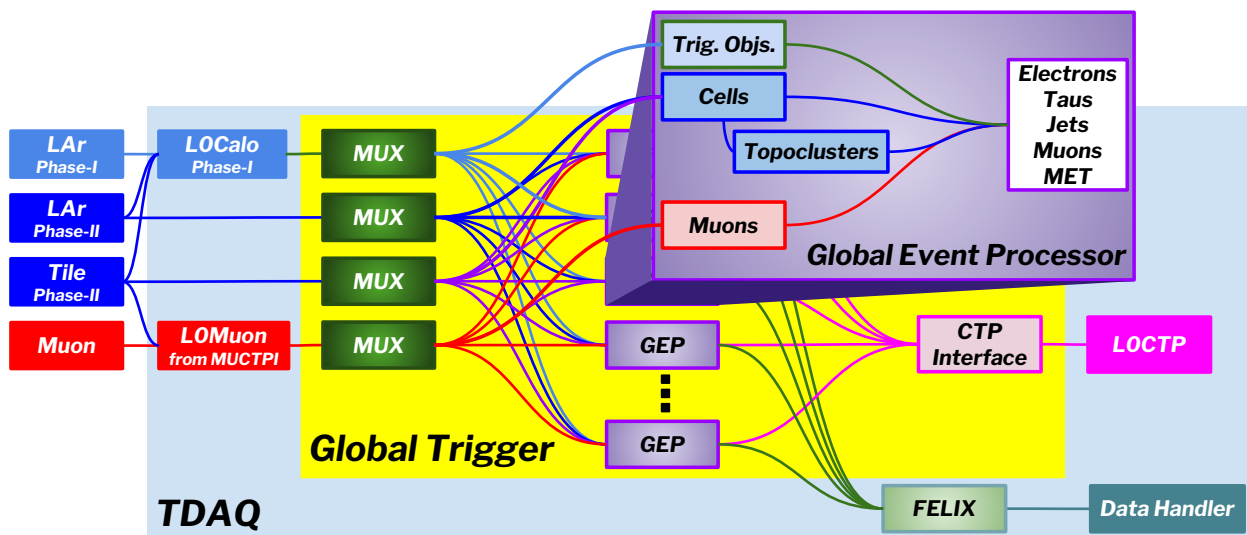 Trig. Objs.
Cells
Topoclusters
Muons
Electrons
Taus
Jets
Muons
MET
Global Event Processor
LAr
Phase-I
L0Calo
Phase-I
MUX
LAr
Phase-II
MUX
Tile
Phase-II
MUX
Muon
L0Muon
from MUCTPI
MUX
GEP
CTP
Interface
L0CTP
GEP
Global Trigger
TDAQ
FELIX
Data Handler